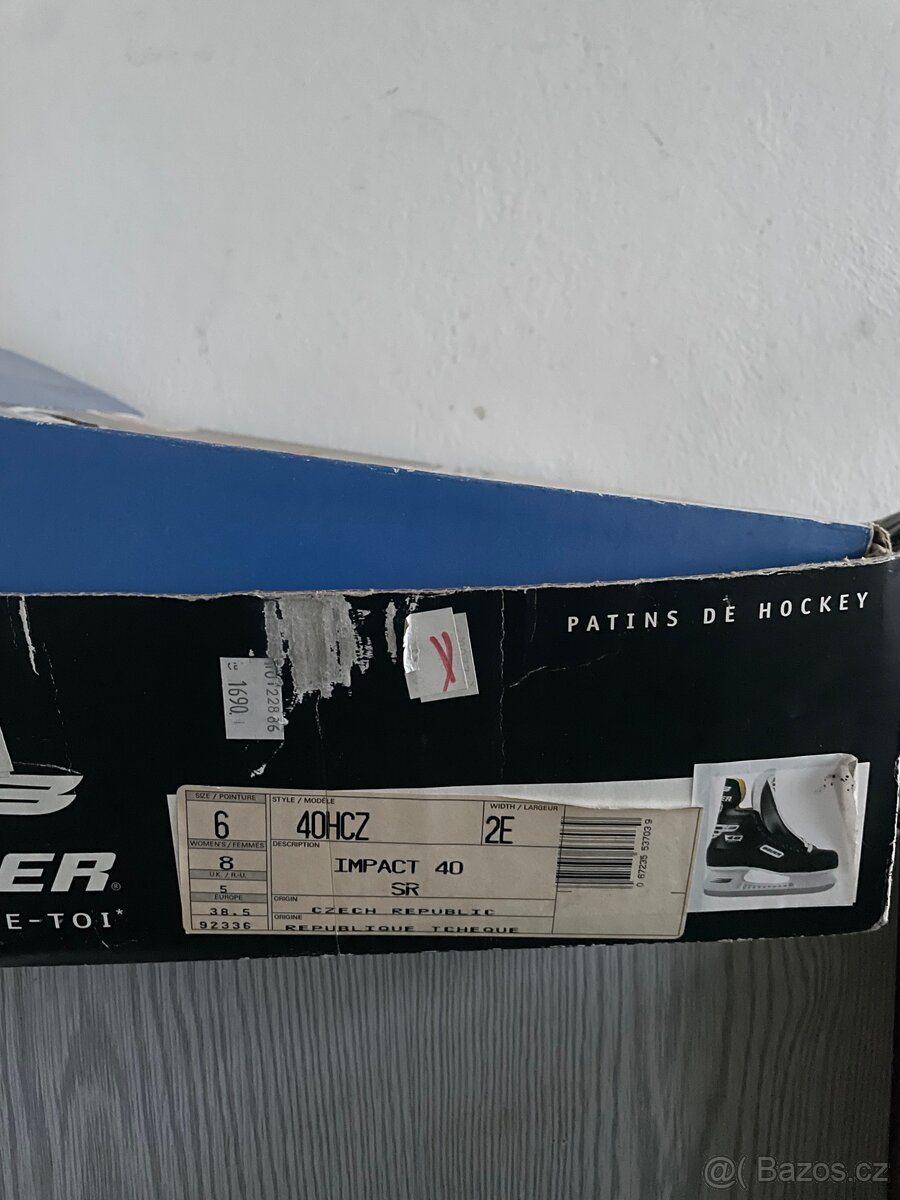 PATINS DE HOCKEY
1690,
10122836
X
ER®
E-TOI*
SIZE / POINTURE
6
WOMEN'S / FEMMES
8
U.K. / R.-U.
5
EUROPE
38.5
92336
STYLE / MODÈLE
40HCZ
WIDTH / LARGEUR
2E
DESCRIPTION
IMPACT 40
SR
ORIGIN
CZECH REPUBLIC
ORIGINE
REPUBLIQUE TCHEQUE
0 67235 53703 9
@( Bazos.cz